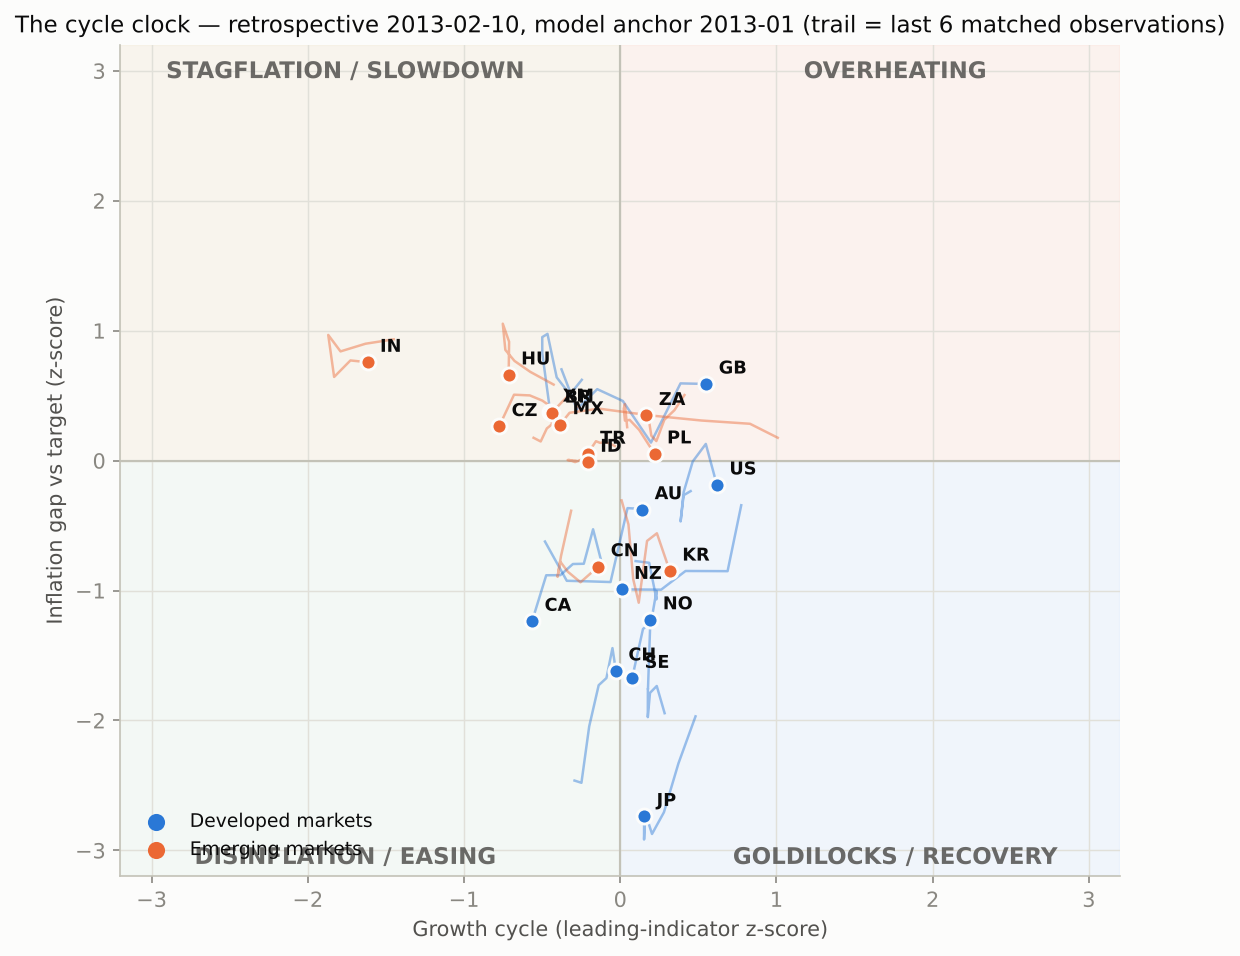 The cycle clock — retrospective 2013-02-10, model anchor 2013-01 (trail = last 6 matched observations)
STAGFLATION / SLOWDOWN
OVERHEATING
3
2
1
0
−1
−2
−3
Inflation gap vs target (z-score)
IN
HU
GB
ZA
CZ
MX
TR
ID
PL
US
AU
CN
KR
NZ
CA
NO
CH
SE
JP
Developed markets
Emerging markets
DISINFLATION / EASING
GOLDILOCKS / RECOVERY
−3
−2
−1
0
1
2
3
Growth cycle (leading-indicator z-score)